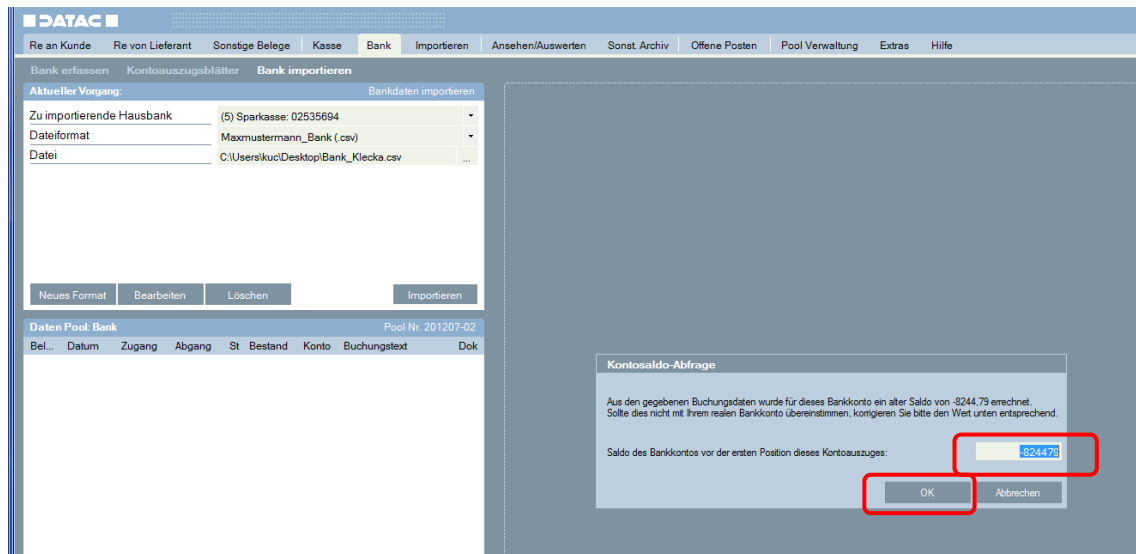 DATAC
Re an Kunde Re von Lieferant Sonstige Belege Kasse Bank Importieren Ansehen/Auswerten Sonst. Archiv Offene Posten Pool Verwaltung Extras Hilfe
Bank erfassen Kontoauszugsblätter Bank importieren
Aktueller Vorgang: Bankdaten importieren
Zu importierende Hausbank (5) Sparkasse: 02535694
Dateiformat Maxmustermann_Bank (.csv)
Datei C:\Users\kuc\Desktop\Bank_Klecka.csv ...
Neues Format Bearbeiten Löschen Importieren
Daten Pool: Bank Pool Nr. 201207-02
Bel... Datum Zugang Abgang St Bestand Konto Buchungstext Dok
Kontosaldo-Abfrage
Aus den gegebenen Buchungsdaten wurde für dieses Bankkonto ein alter Saldo von -8244,79 errechnet.
Sollte dies nicht mit Ihrem realen Bankkonto übereinstimmen, korrigieren Sie bitte den Wert unten entsprechend.
Saldo des Bankkontos vor der ersten Position dieses Kontoauszuges: -824479
OK Abbrechen